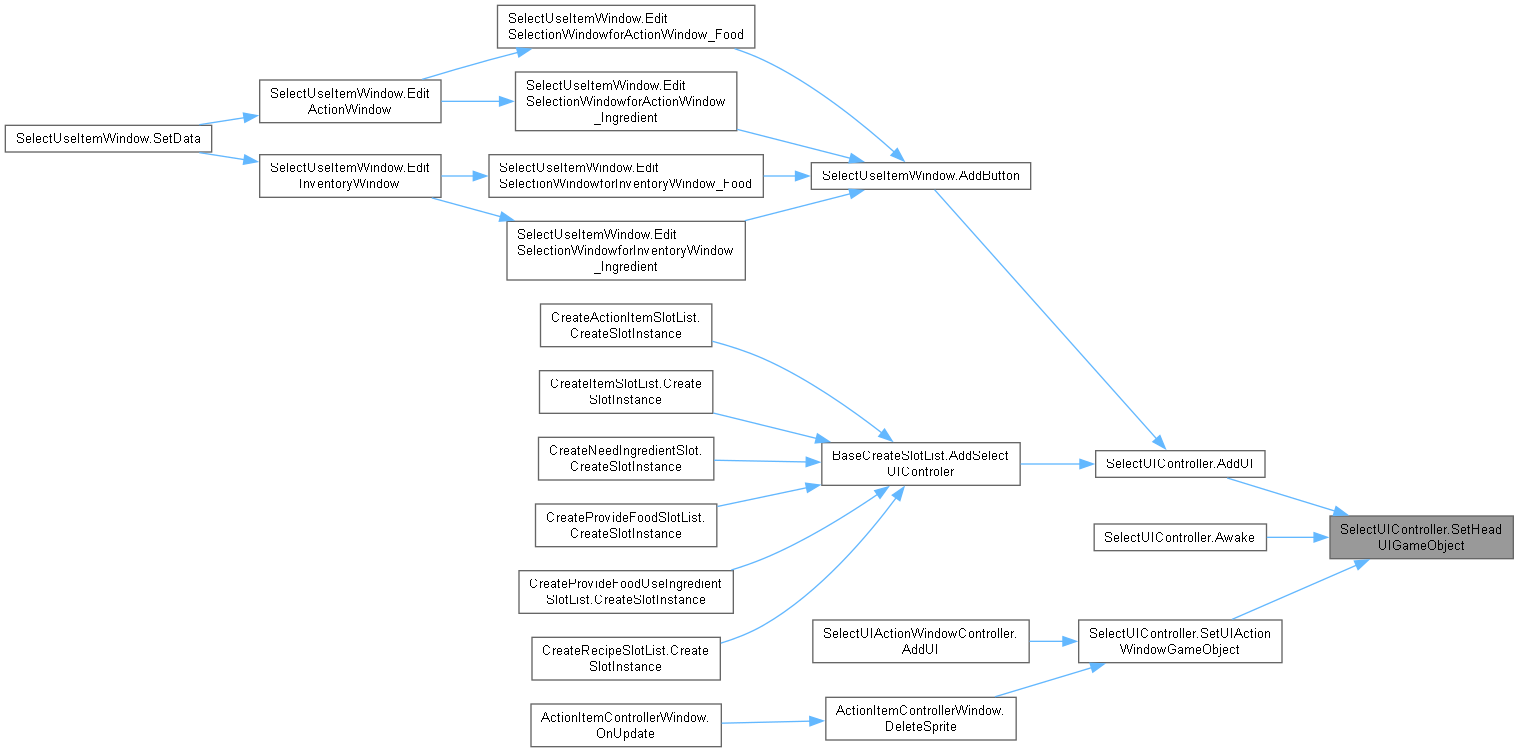 SelectUseItemWindow.Edit
SelectionWindowforActionWindow_Food
SelectUseItemWindow.Edit
SelectionWindowforActionWindow
_Ingredient
SelectUseItemWindow.Edit
ActionWindow
SelectUseItemWindow.SetData
SelectUseItemWindow.Edit
InventoryWindow
SelectUseItemWindow.Edit
SelectionWindowforInventoryWindow_Food
SelectUseItemWindow.AddButton
SelectUseItemWindow.Edit
SelectionWindowforInventoryWindow
_Ingredient
CreateActionItemSlotList.
CreateSlotInstance
CreateItemSlotList.Create
SlotInstance
CreateNeedIngredientSlot.
CreateSlotInstance
BaseCreateSlotList.AddSelect
UIControler
SelectUIController.AddUI
CreateProvideFoodSlotList.
CreateSlotInstance
SelectUIController.Awake
SelectUIController.SetHead
UIGameObject
CreateProvideFoodUseIngredient
SlotList.CreateSlotInstance
CreateRecipeSlotList.Create
SlotInstance
SelectUIActionWindowController.
AddUI
SelectUIController.SetUIAction
WindowGameObject
ActionItemControllerWindow.
OnUpdate
ActionItemControllerWindow.
DeleteSprite